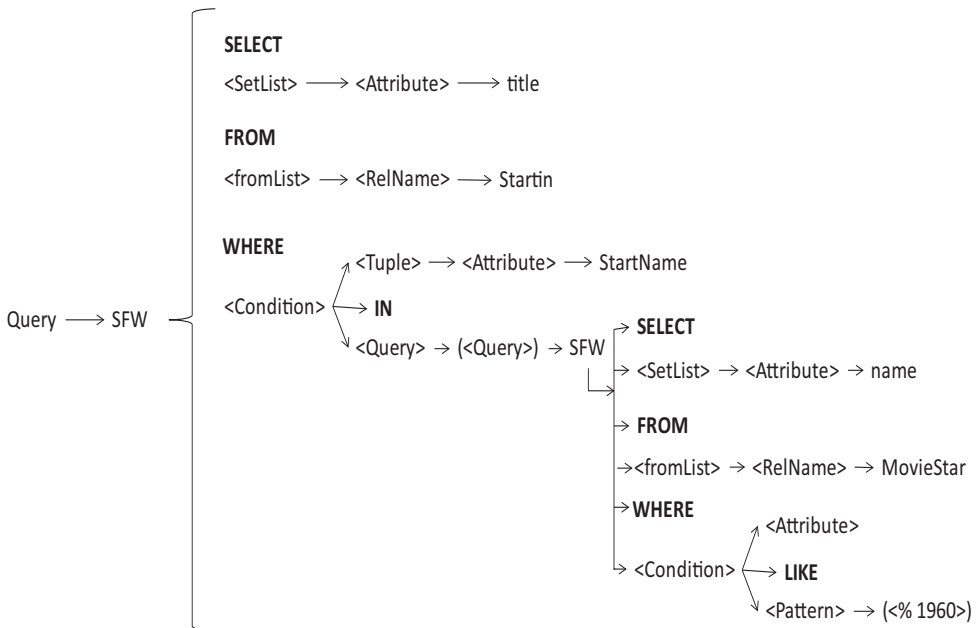 SELECT
<SetList> → <Attribute> → title
FROM
<fromList> → <RelName> → Startin
WHERE
<Tuple> → <Attribute> → StartName
<Condition> → IN
Query → SFW
<Query> → (<Query>) → SFW
SELECT
<SetList> → <Attribute> → name
FROM
<fromList> → <RelName> → MovieStar
WHERE
<Attribute>
<Condition> → LIKE
<Pattern> → (<% 1960>)